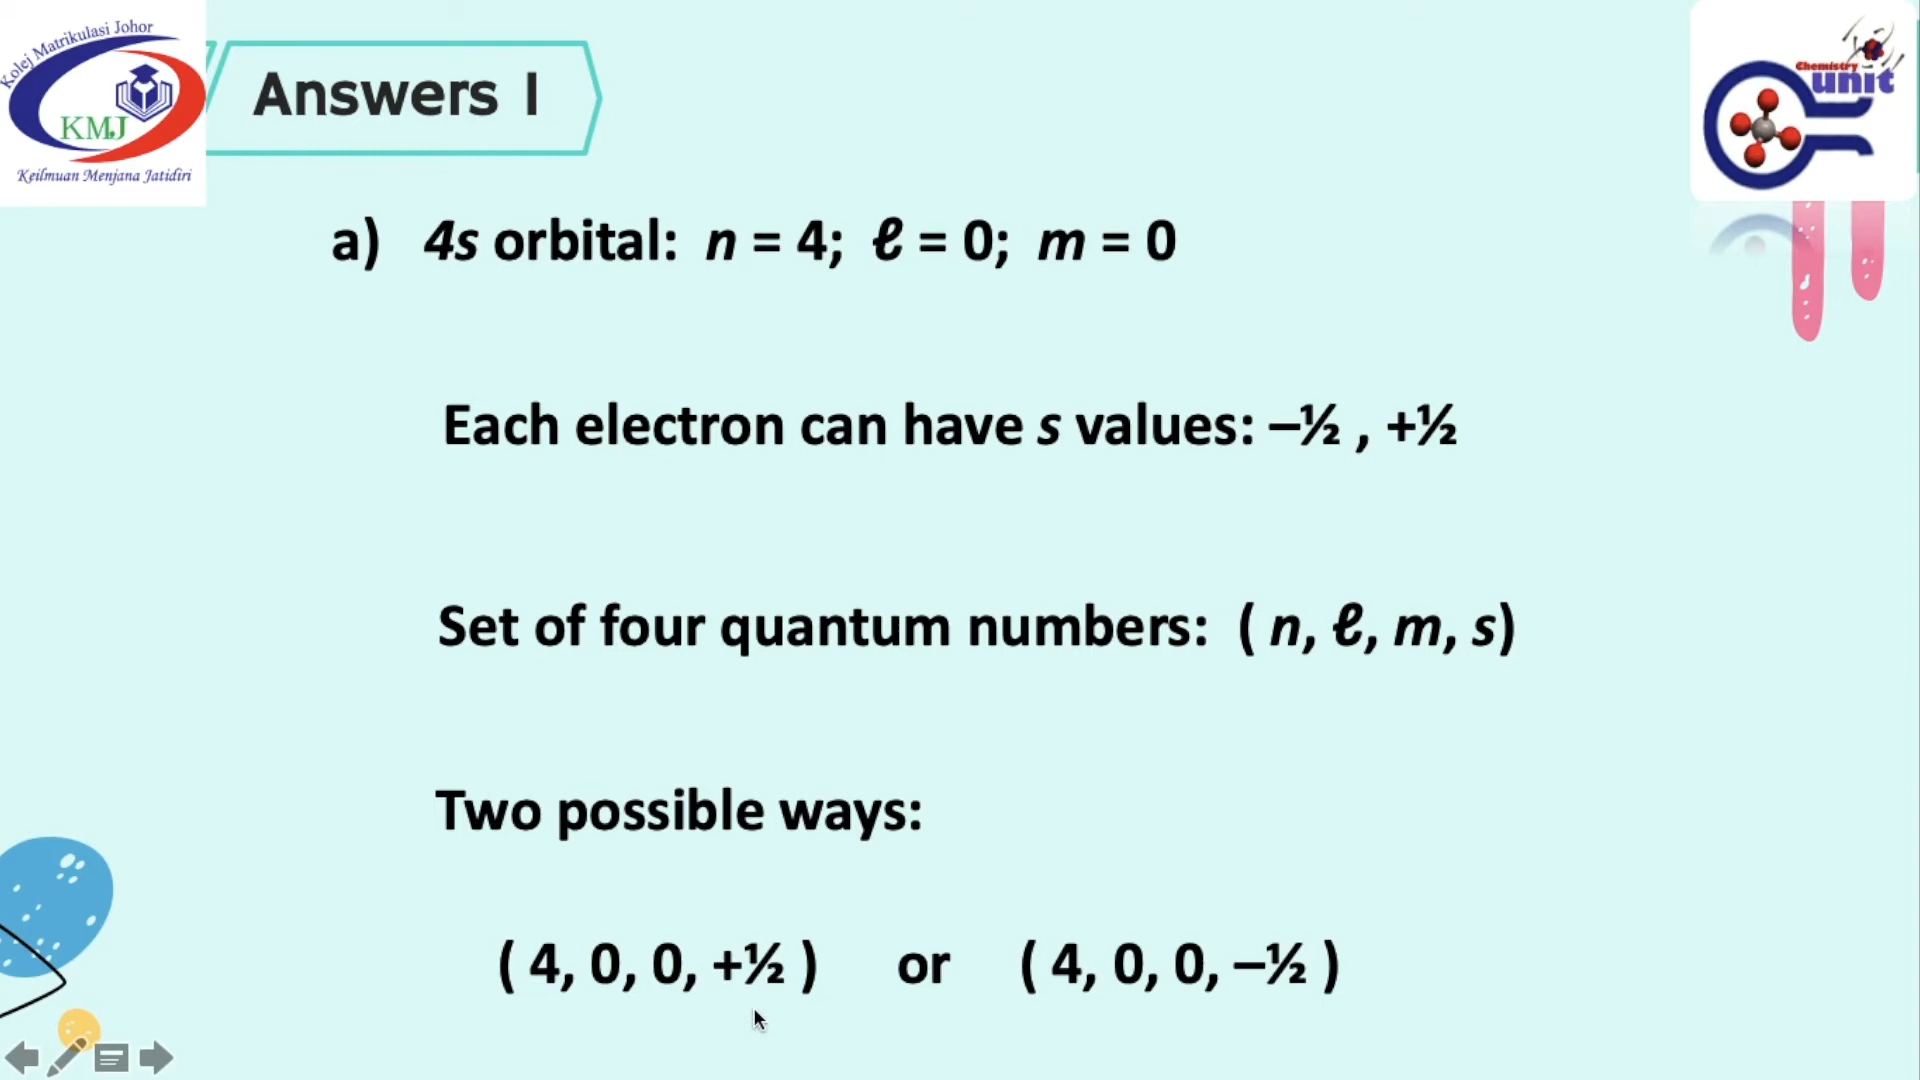 Kolej Matrikulasi Johor
KMJ
Keilmuan Menjana Jatidiri
Answers 1
Chemistry
unit
a) 4s orbital: n = 4; ℓ = 0; m = 0
Each electron can have s values: –½ , +½
Set of four quantum numbers: ( n, ℓ, m, s)
Two possible ways:
( 4, 0, 0, +½ ) or ( 4, 0, 0, –½ )